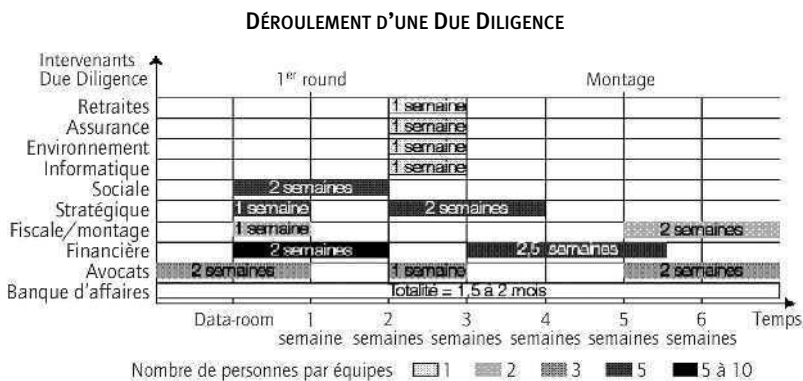 DÉROULEMENT D'UNE DUE DILIGENCE
Intervenants
Due Diligence
1er round
Montage
Retraites 1 semaine
Assurance 1 semaine
Environnement 1 semaine
Informatique 1 semaine
Sociale 2 semaines
Stratégique 1 semaine 2 semaines
Fiscale/montage 1 semaine 2 semaines
Financière 2 semaines 2,5 semaines
Avocats 2 semaines 1 semaine 2 semaines
Banque d'affaires Totalité = 1,5 à 2 mois
Data-room 1 2 3 4 5 6 Temps
semaine semaines semaines semaines semaines semaines
Nombre de personnes par équipes 1 2 3 5 5 à 10